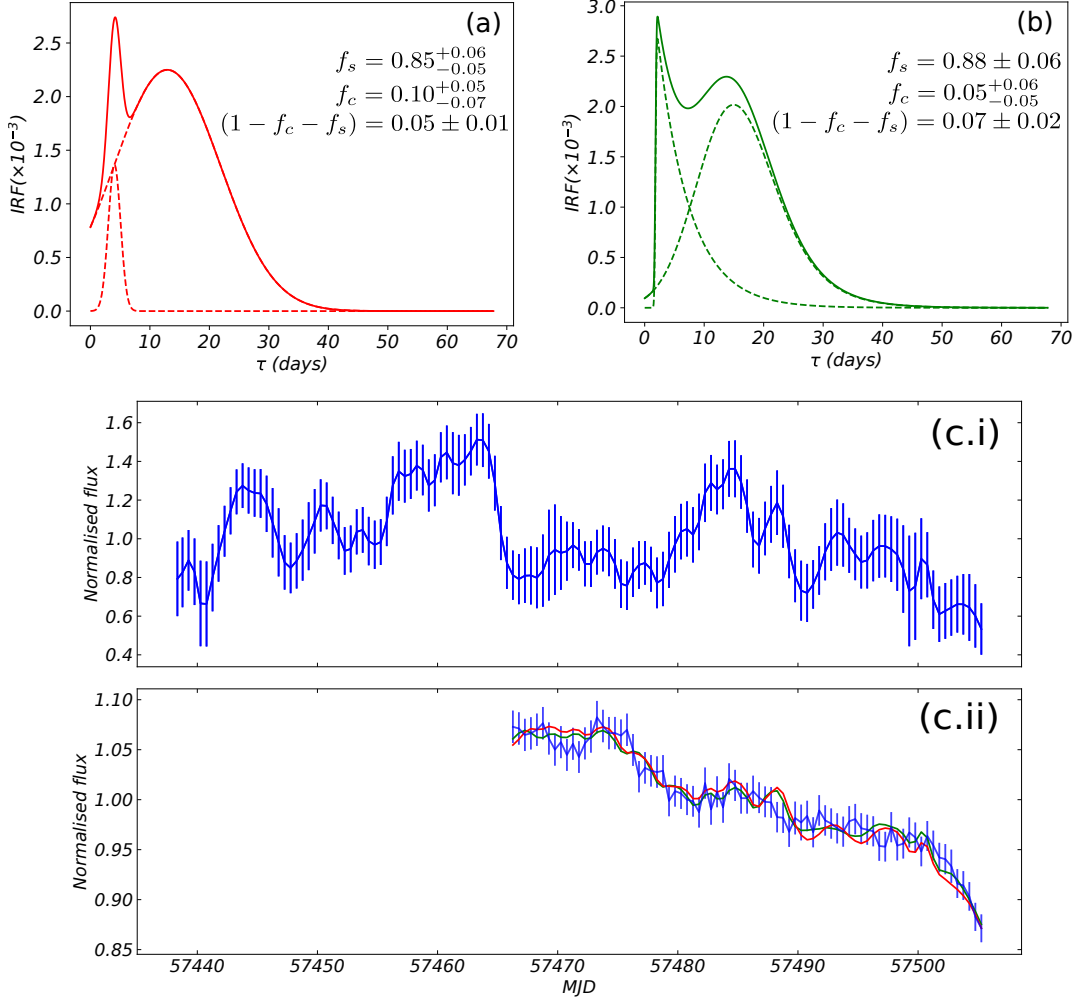 (a)
f_s = 0.85^{+0.06}_{-0.05}
f_c = 0.10^{+0.05}_{-0.07}
(1 − f_c − f_s) = 0.05 ± 0.01
IRF(×10^{-3})
2.5
2.0
1.5
1.0
0.5
0.0
0 10 20 30 40 50 60 70
τ (days)
(b)
f_s = 0.88 ± 0.06
f_c = 0.05^{+0.06}_{-0.05}
(1 − f_c − f_s) = 0.07 ± 0.02
IRF(×10^{-3})
3.0
2.5
2.0
1.5
1.0
0.5
0.0
0 10 20 30 40 50 60 70
τ (days)
(c.i)
Normalised flux
1.6
1.4
1.2
1.0
0.8
0.6
0.4
(c.ii)
Normalised flux
1.10
1.05
1.00
0.95
0.90
0.85
57440 57450 57460 57470 57480 57490 57500
MJD